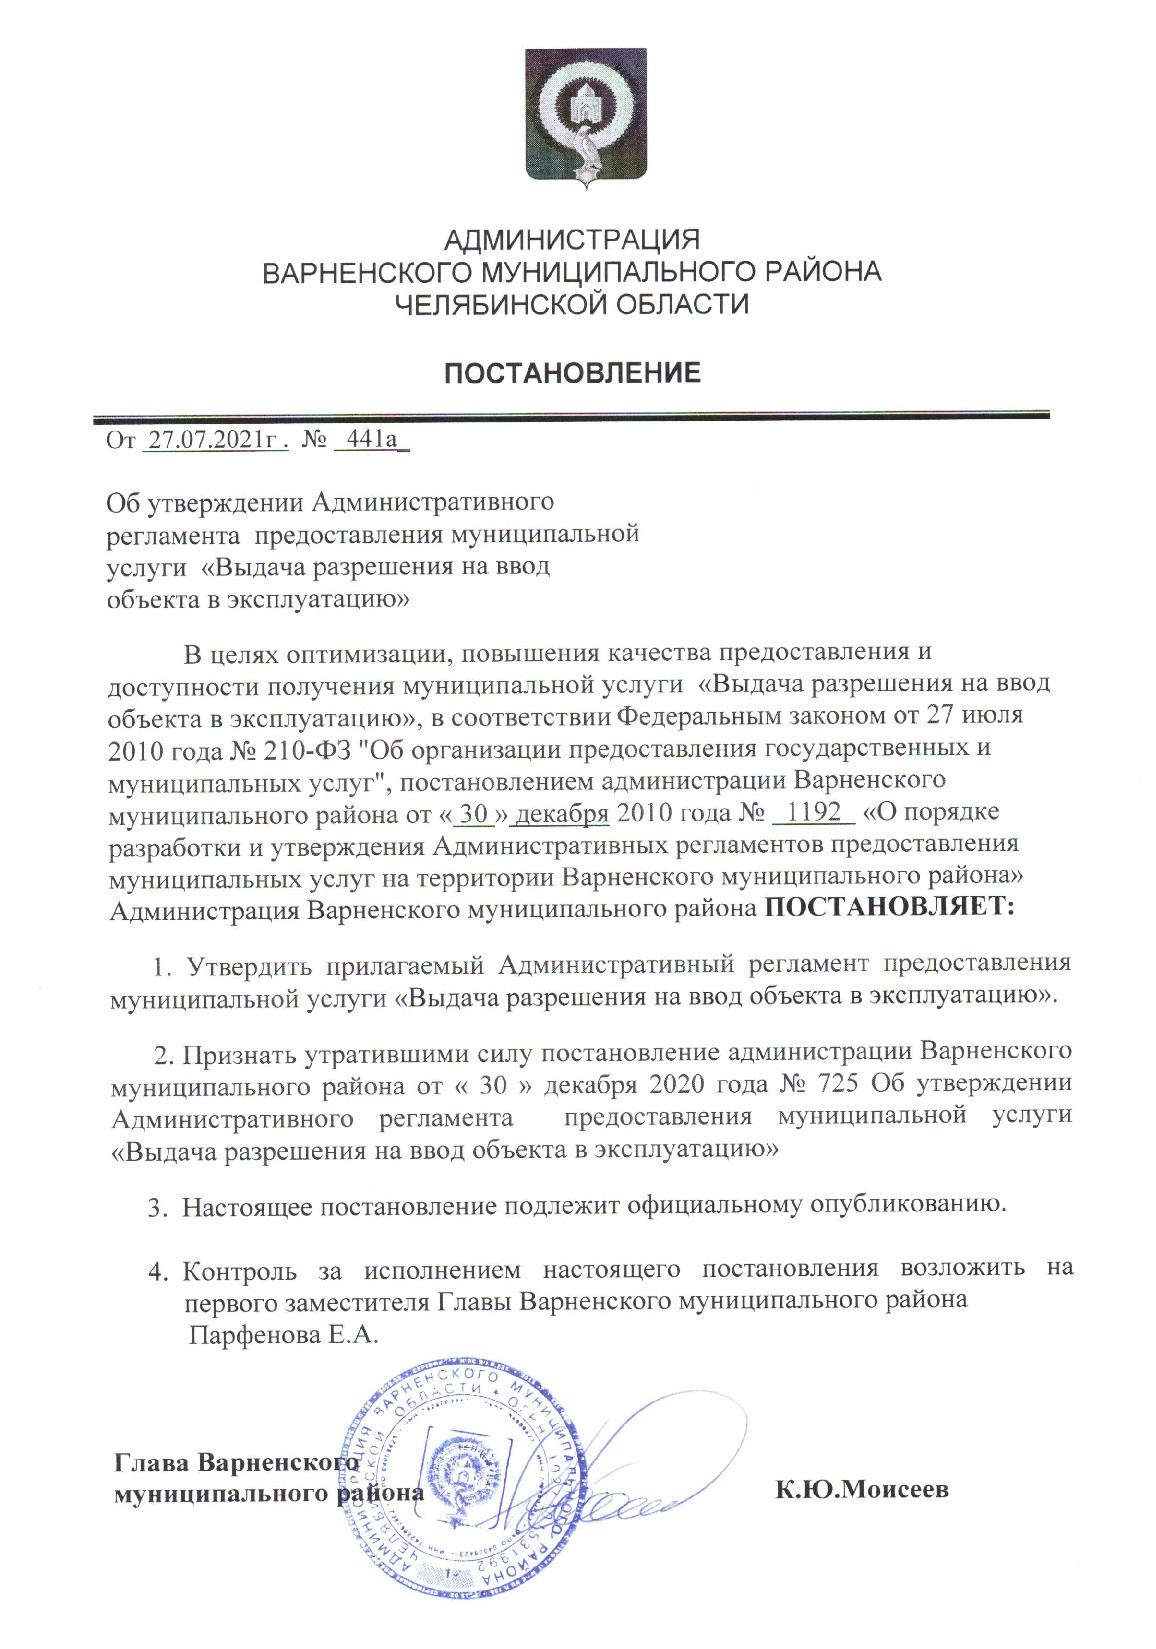 АДМИНИСТРАЦИЯ
ВАРНЕНСКОГО МУНИЦИПАЛЬНОГО РАЙОНА
ЧЕЛЯБИНСКОЙ ОБЛАСТИ
ПОСТАНОВЛЕНИЕ
От 27.07.2021г . № 441а
Об утверждении Административного
регламента предоставления муниципальной
услуги «Выдача разрешения на ввод
объекта в эксплуатацию»
В целях оптимизации, повышения качества предоставления и
доступности получения муниципальной услуги «Выдача разрешения на ввод
объекта в эксплуатацию», в соответствии Федеральным законом от 27 июля
2010 года № 210-ФЗ "Об организации предоставления государственных и
муниципальных услуг", постановлением администрации Варненского
муниципального района от « 30 » декабря 2010 года № 1192 «О порядке
разработки и утверждения Административных регламентов предоставления
муниципальных услуг на территории Варненского муниципального района»
Администрация Варненского муниципального района ПОСТАНОВЛЯЕТ:
1. Утвердить прилагаемый Административный регламент предоставления
муниципальной услуги «Выдача разрешения на ввод объекта в эксплуатацию».
2. Признать утратившими силу постановление администрации Варненского
муниципального района от « 30 » декабря 2020 года № 725 Об утверждении
Административного регламента предоставления муниципальной услуги
«Выдача разрешения на ввод объекта в эксплуатацию»
3. Настоящее постановление подлежит официальному опубликованию.
4. Контроль за исполнением настоящего постановления возложить на
первого заместителя Главы Варненского муниципального района
Парфенова Е.А.
АДМИНИСТРАЦИЯ ВАРНЕНСКОГО МУНИЦИПАЛЬНОГО РАЙОНА
ЧЕЛЯБИНСКОЙ ОБЛАСТИ
Глава Варненского
муниципального района К.Ю.Моисеев